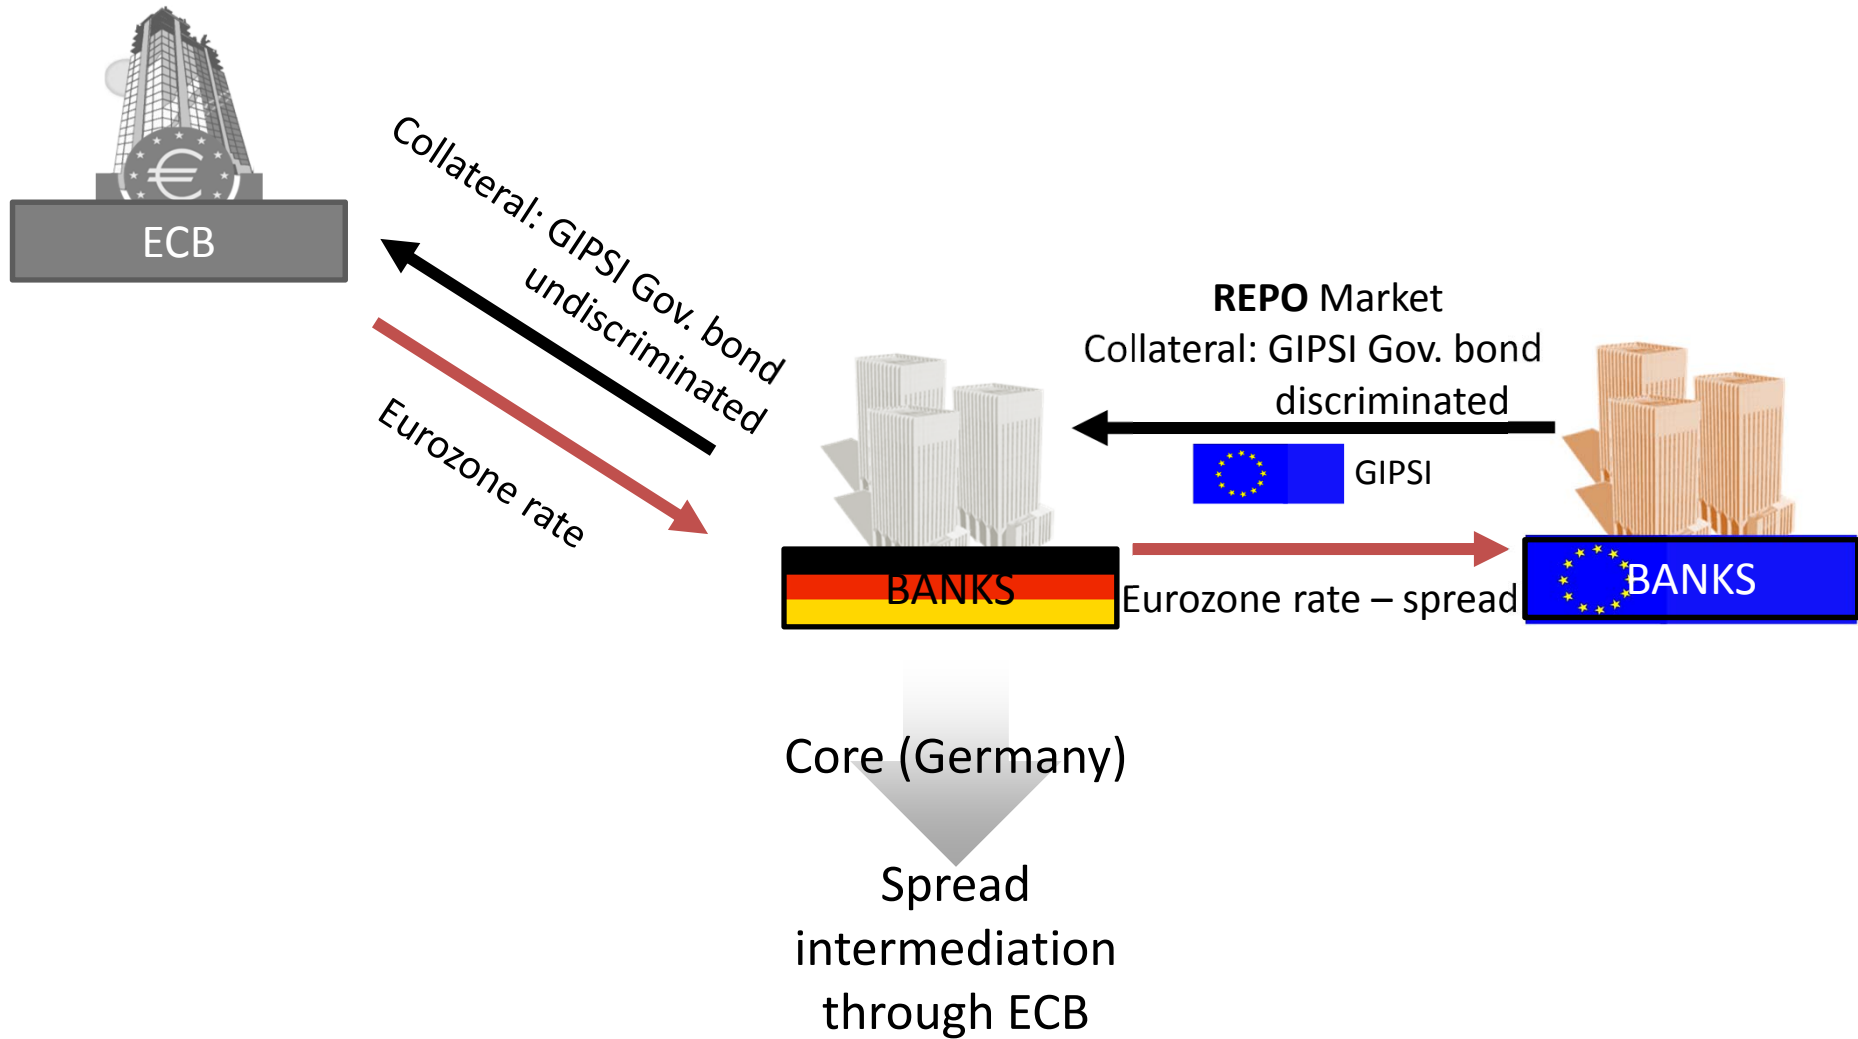 ECB
Collateral: GIPSI Gov. bond
undiscriminated
Eurozone rate
REPO Market
Collateral: GIPSI Gov. bond
discriminated
GIPSI
BANKS
Eurozone rate – spread
BANKS
Core (Germany)
Spread
intermediation
through ECB